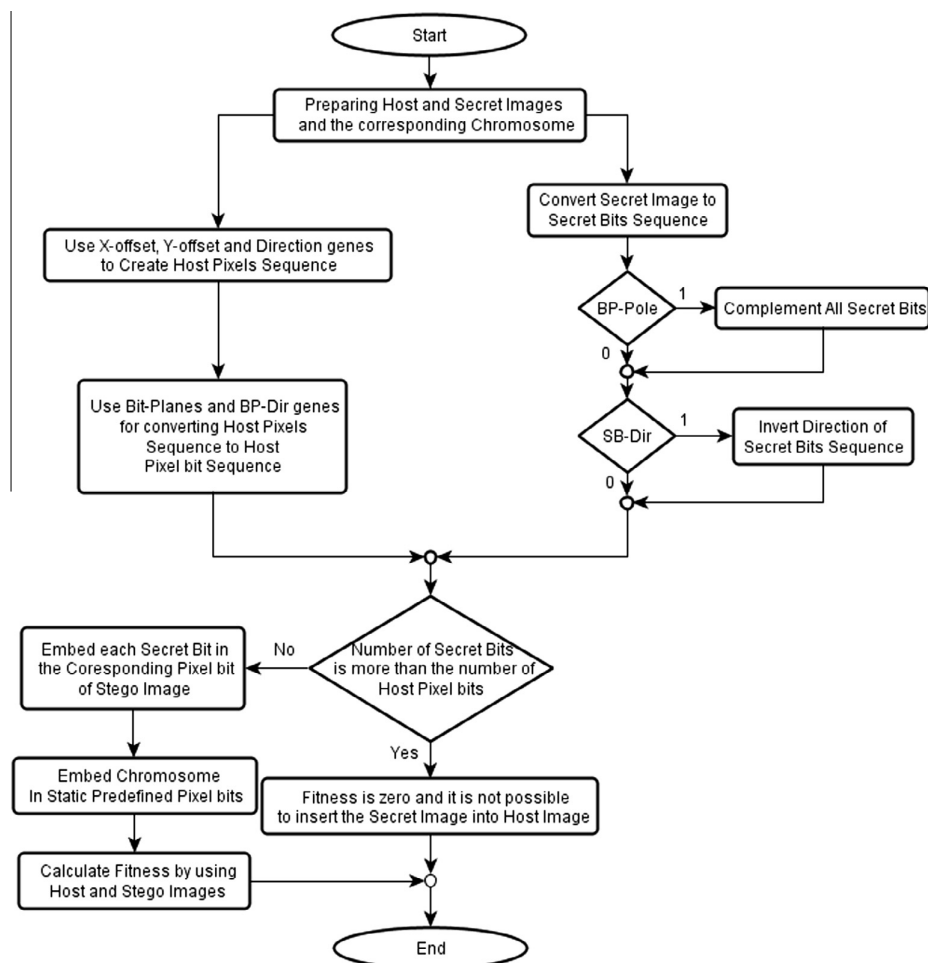 Start
Preparing Host and Secret Images
and the corresponding Chromosome
Convert Secret Image to
Secret Bits Sequence
Use X-offset, Y-offset and Direction genes
to Create Host Pixels Sequence
BP-Pole
1
Complement All Secret Bits
0
Use Bit-Planes and BP-Dir genes
for converting Host Pixels
Sequence to Host
Pixel bit Sequence
SB-Dir
1
Invert Direction of
Secret Bits Sequence
0
Number of Secret Bits
is more than the number of
Host Pixel bits
No
Embed each Secret Bit in
the Coresponding Pixel bit
of Stego Image
Yes
Embed Chromosome
In Static Predefined Pixel bits
Fitness is zero and it is not possible
to insert the Secret Image into Host Image
Calculate Fitness by using
Host and Stego Images
End